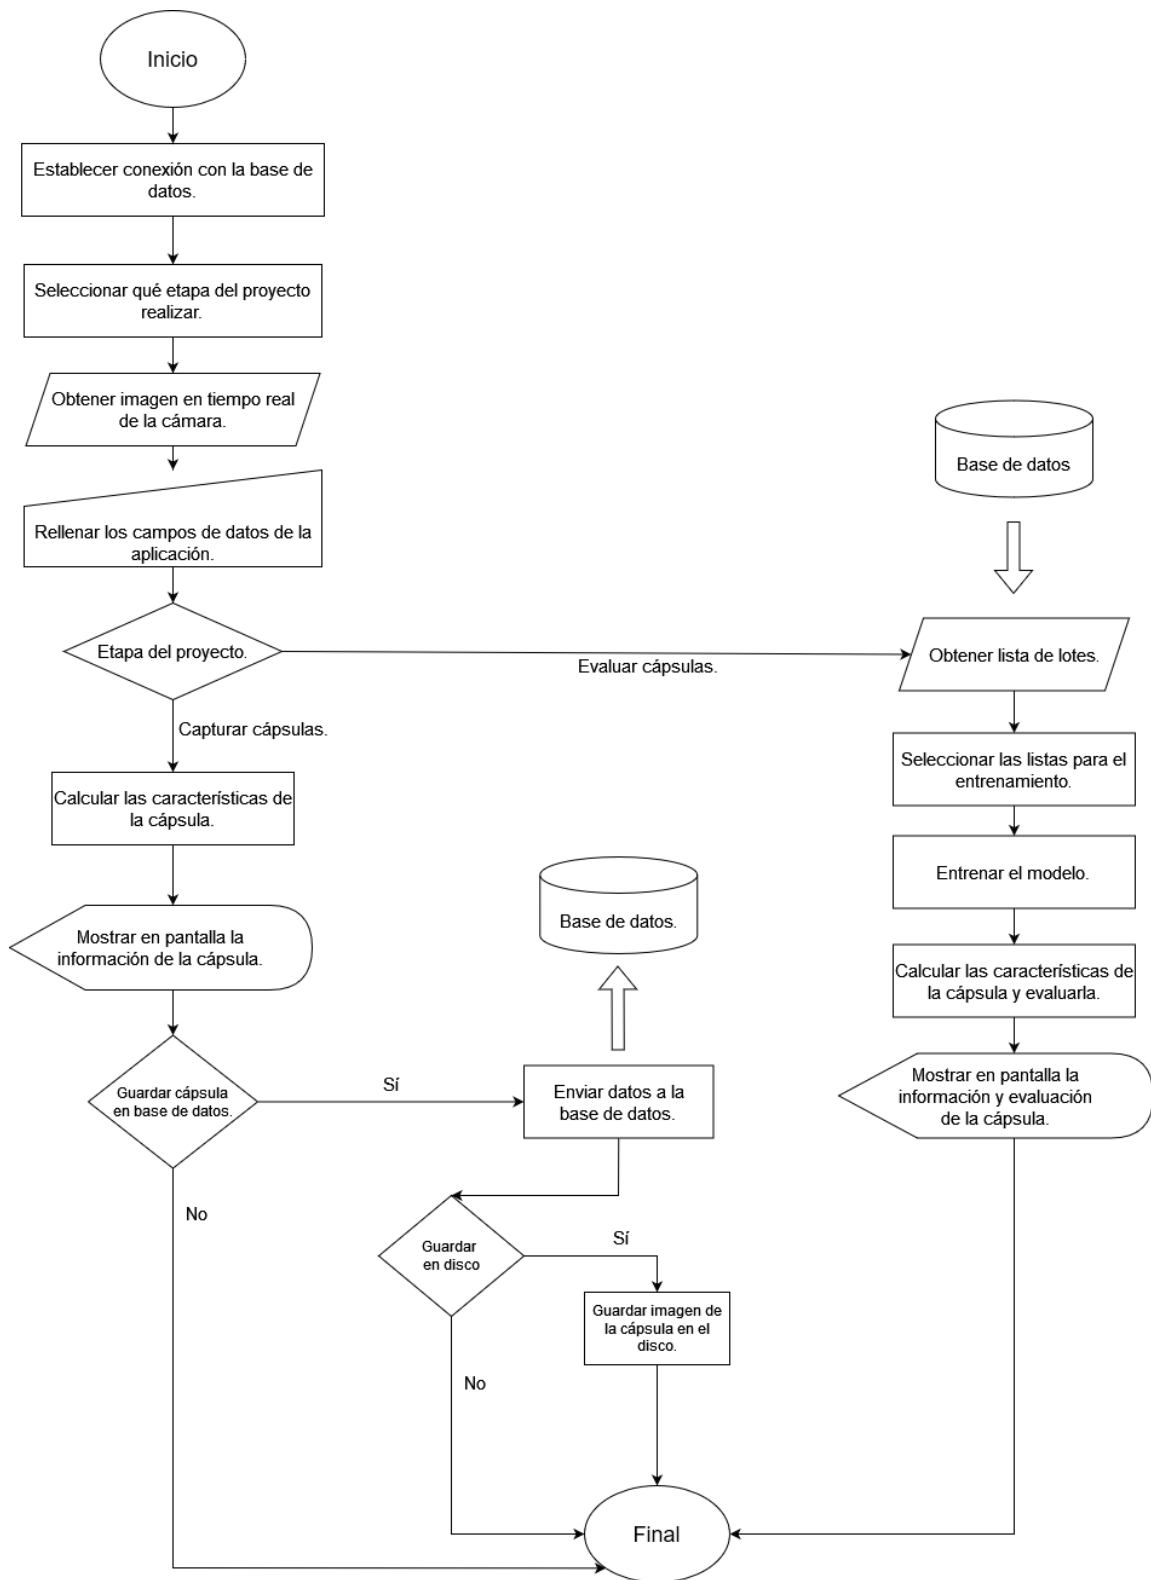 Inicio
Establecer conexión con la base de
datos.
Seleccionar qué etapa del proyecto
realizar.
Obtener imagen en tiempo real
de la cámara.
Rellenar los campos de datos de la
aplicación.
Etapa del proyecto.
Evaluar cápsulas.
Capturar cápsulas.
Calcular las características de
la cápsula.
Mostrar en pantalla la
información de la cápsula.
Guardar cápsula
en base de datos.
Sí
No
Base de datos.
Enviar datos a la
base de datos.
Guardar
en disco
Sí
No
Guardar imagen de
la cápsula en el
disco.
Base de datos
Obtener lista de lotes.
Seleccionar las listas para el
entrenamiento.
Entrenar el modelo.
Calcular las características de
la cápsula y evaluarla.
Mostrar en pantalla la
información y evaluación
de la cápsula.
Final